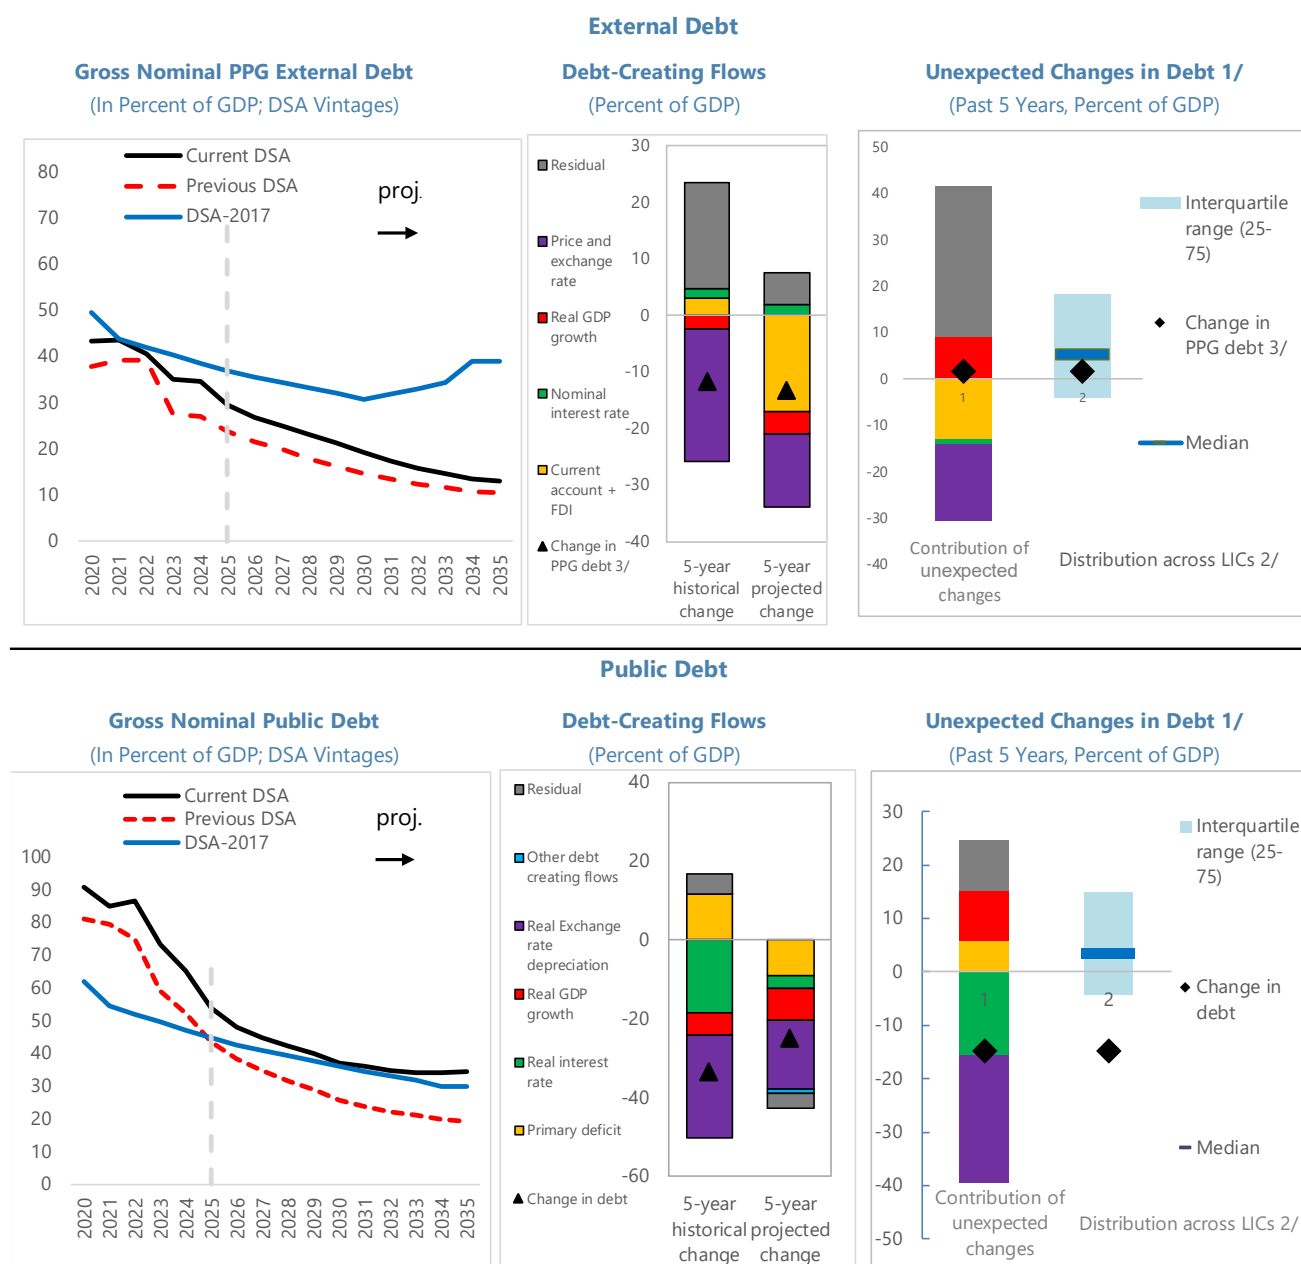 External Debt
Gross Nominal PPG External Debt
(In Percent of GDP; DSA Vintages)
Current DSA
Previous DSA
DSA-2017
proj.
80
70
60
50
40
30
20
10
0
2020
2021
2022
2023
2024
2025
2026
2027
2028
2029
2030
2031
2032
2033
2034
2035
Debt-Creating Flows
(Percent of GDP)
Residual
Price and
exchange
rate
Real GDP
growth
Nominal
interest rate
Current
account +
FDI
Change in
PPG debt 3/
30
20
10
0
-10
-20
-30
-40
5-year
historical
change
5-year
projected
change
Unexpected Changes in Debt 1/
(Past 5 Years, Percent of GDP)
50
40
30
20
10
0
-10
-20
-30
-40
1
2
Interquartile
range (25-
75)
Change in
PPG debt 3/
Median
Contribution of
unexpected
changes
Distribution across LICs 2/
Public Debt
Gross Nominal Public Debt
(In Percent of GDP; DSA Vintages)
Current DSA
Previous DSA
DSA-2017
proj.
100
90
80
70
60
50
40
30
20
10
0
2020
2021
2022
2023
2024
2025
2026
2027
2028
2029
2030
2031
2032
2033
2034
2035
Debt-Creating Flows
(Percent of GDP)
Residual
Other debt
creating flows
Real Exchange
rate
depreciation
Real GDP
growth
Real interest
rate
Primary deficit
Change in debt
40
20
0
-20
-40
-60
5-year
historical
change
5-year
projected
change
Unexpected Changes in Debt 1/
(Past 5 Years, Percent of GDP)
30
20
10
0
-10
-20
-30
-40
-50
1
2
Interquartile
range (25-
75)
Change in
debt
Median
Contribution of
unexpected
changes
Distribution across LICs 2/